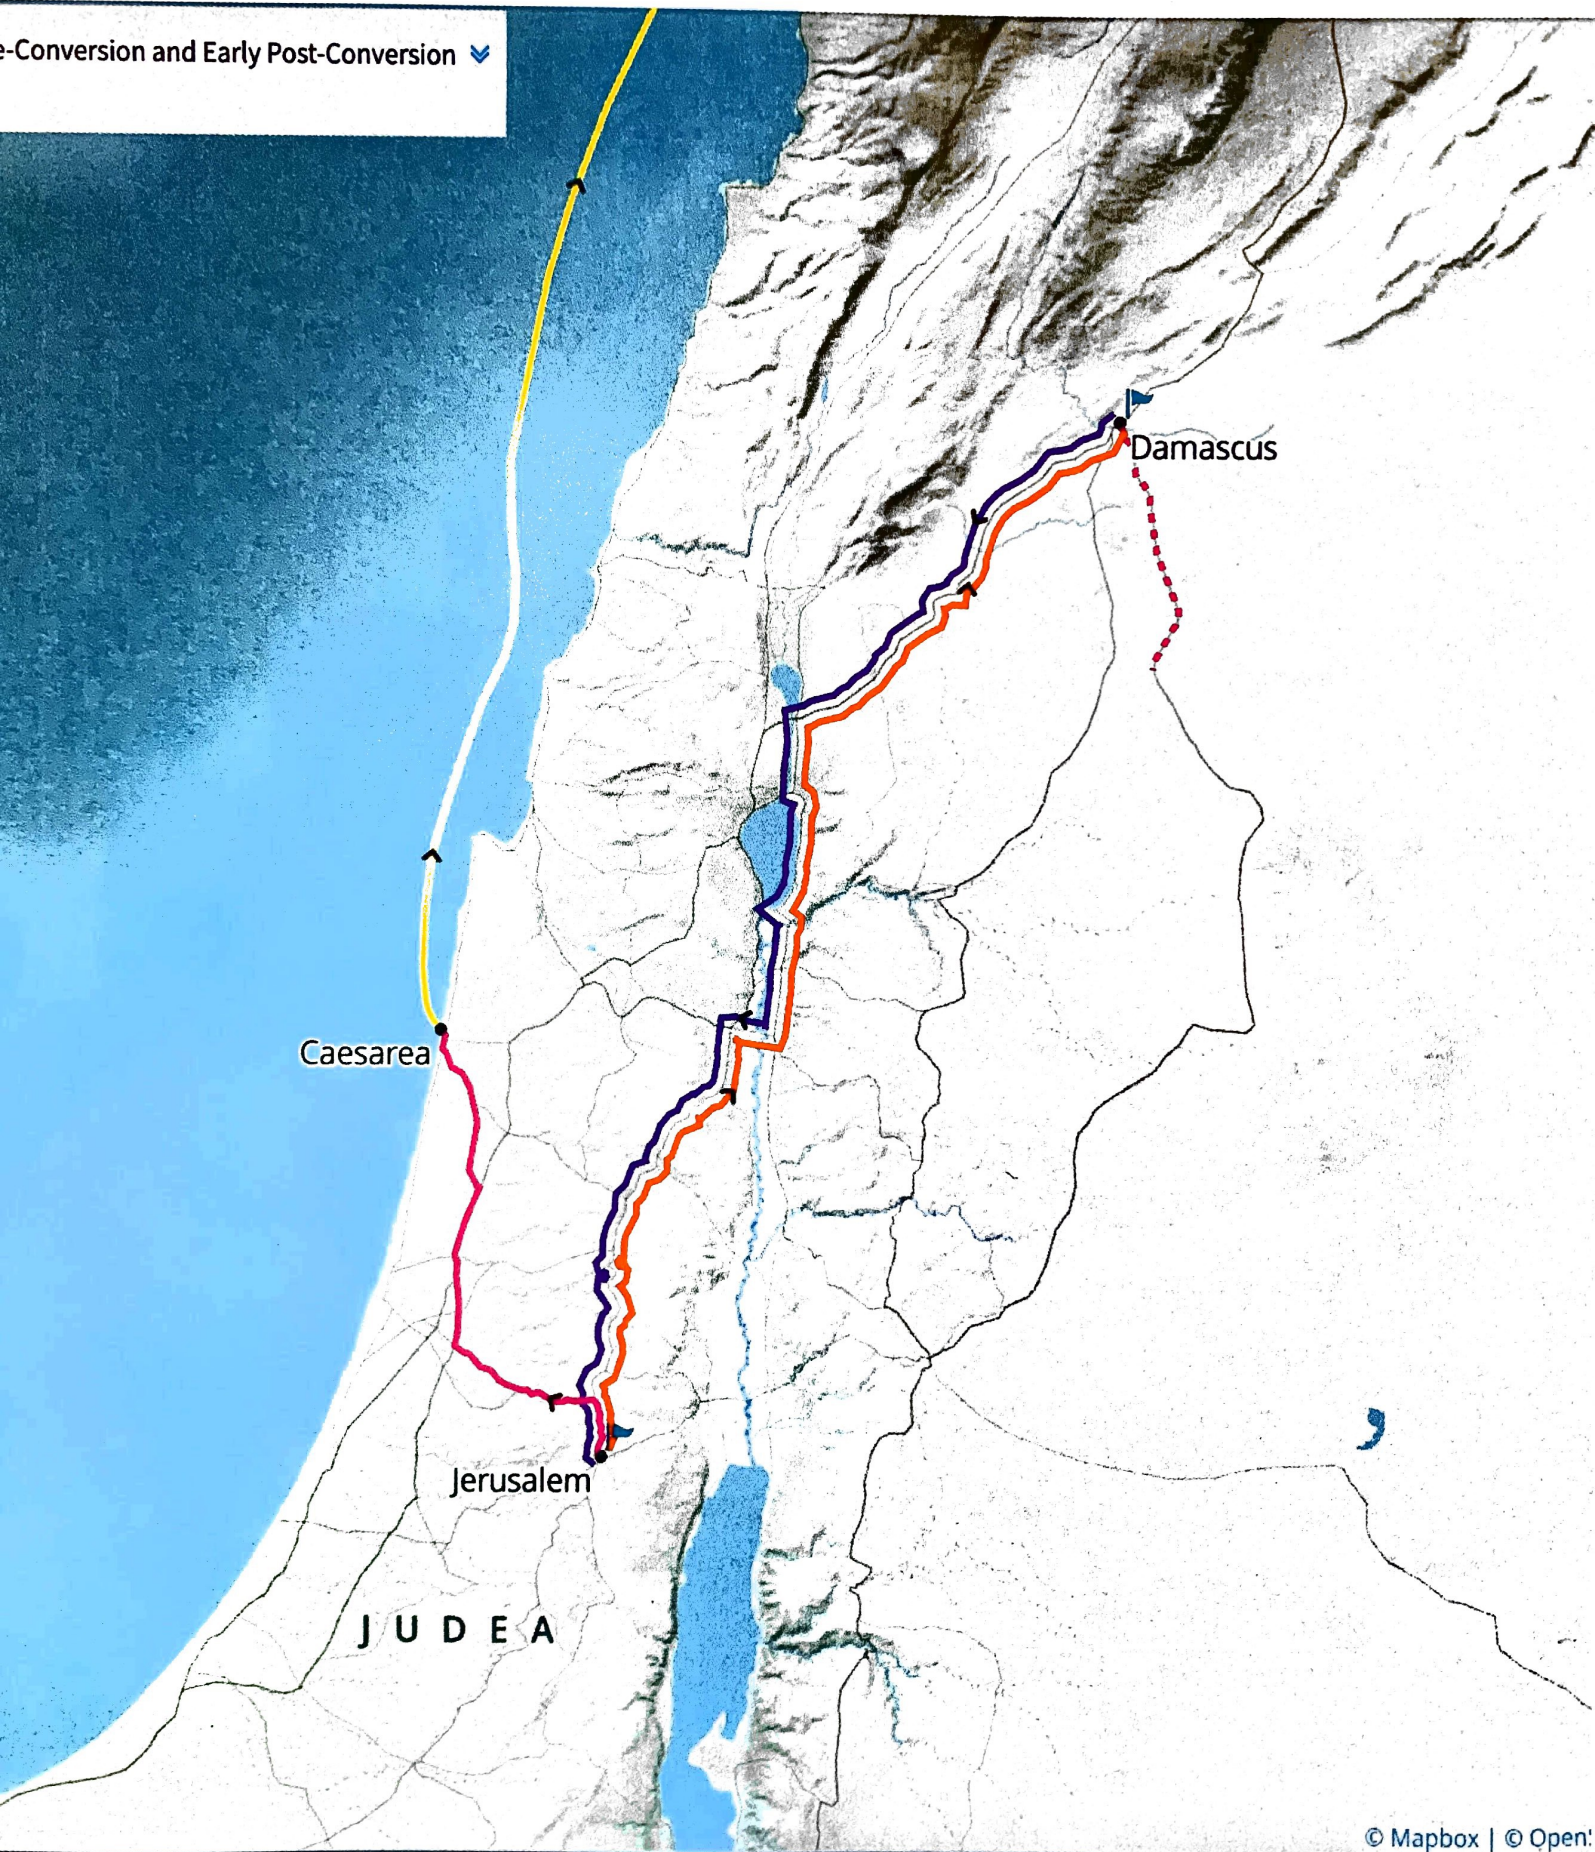 e-Conversion and Early Post-Conversion
Damascus
Caesarea
Jerusalem
JUDEA
© Mapbox | © Open